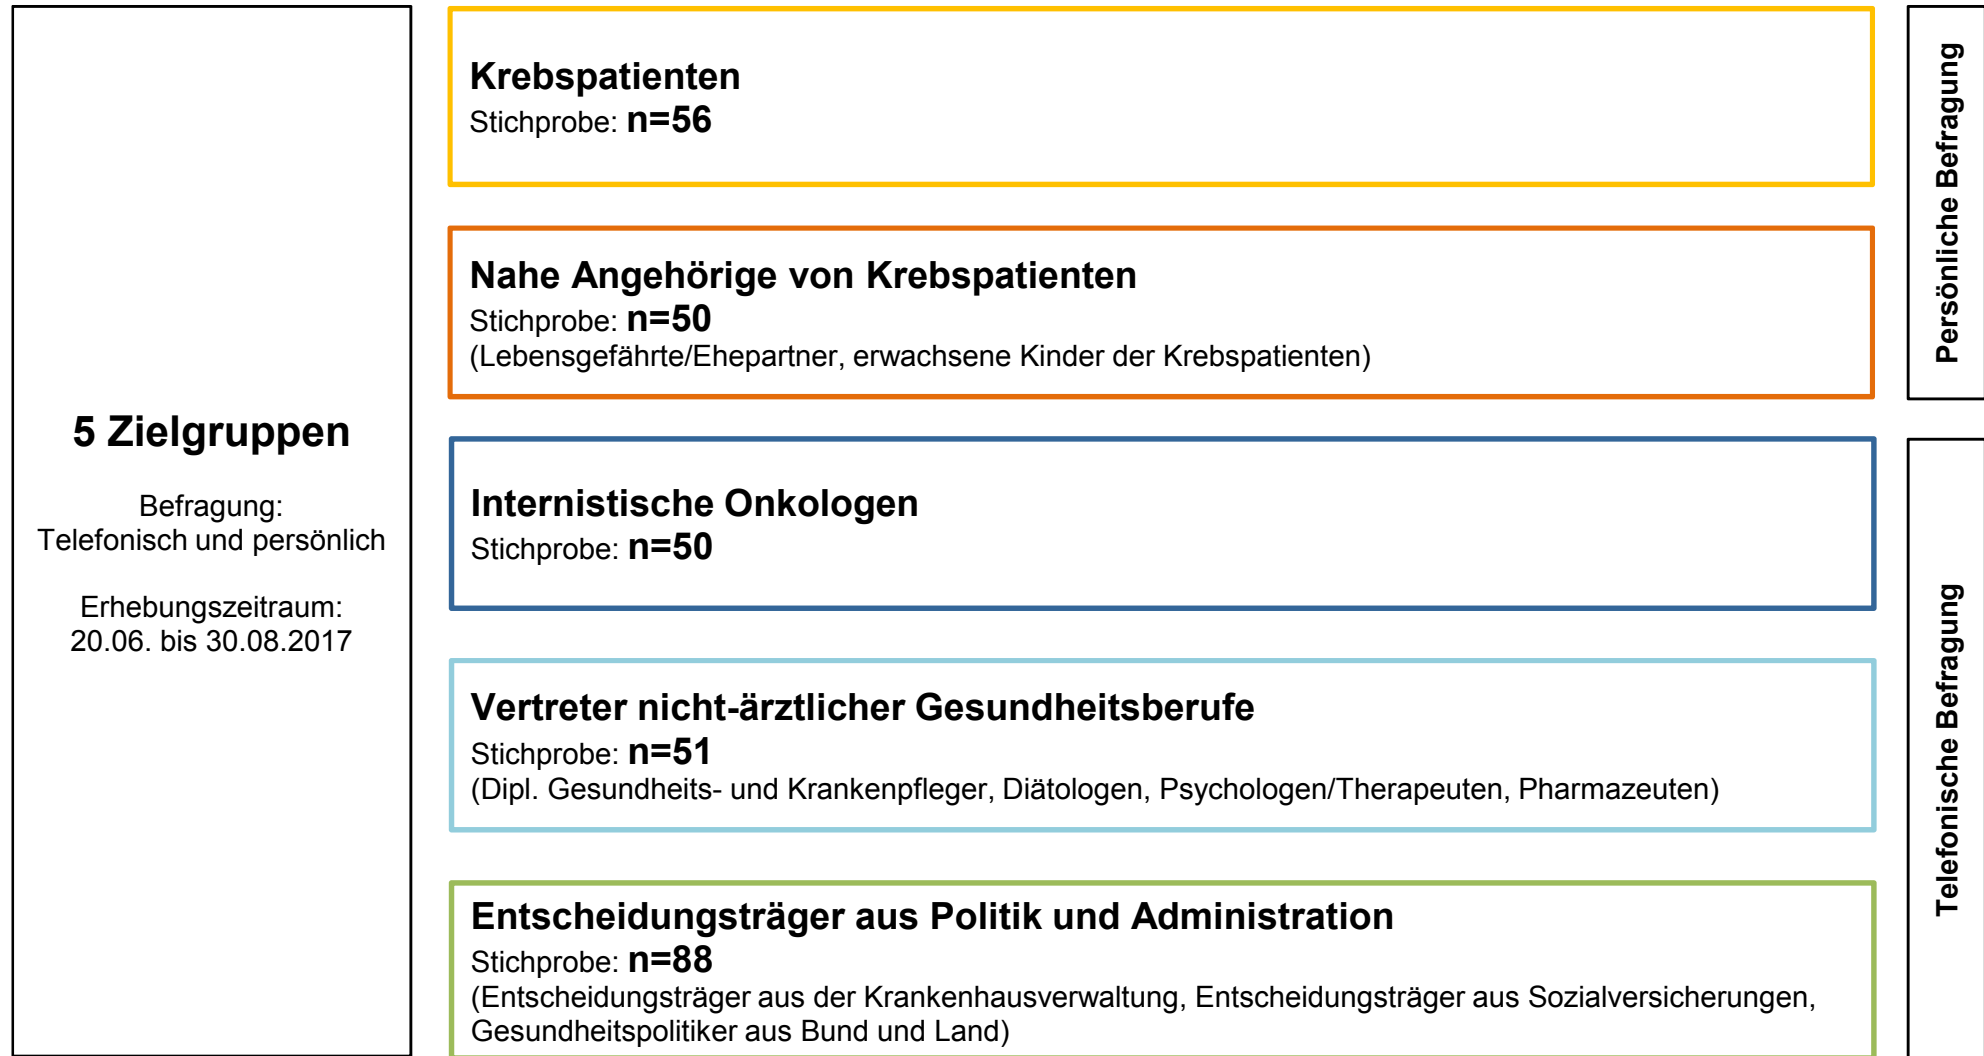 5 Zielgruppen
Befragung:
Telefonisch und persönlich
Erhebungszeitraum:
20.06. bis 30.08.2017
Krebspatienten
Stichprobe: n=56
Nahe Angehörige von Krebspatienten
Stichprobe: n=50
(Lebensgefährte/Ehepartner, erwachsene Kinder der Krebspatienten)
Internistische Onkologen
Stichprobe: n=50
Vertreter nicht-ärztlicher Gesundheitsberufe
Stichprobe: n=51
(Dipl. Gesundheits- und Krankenpfleger, Diätologen, Psychologen/Therapeuten, Pharmazeuten)
Entscheidungsträger aus Politik und Administration
Stichprobe: n=88
(Entscheidungsträger aus der Krankenhausverwaltung, Entscheidungsträger aus Sozialversicherungen,
Gesundheitspolitiker aus Bund und Land)
Persönliche Befragung
Telefonische Befragung